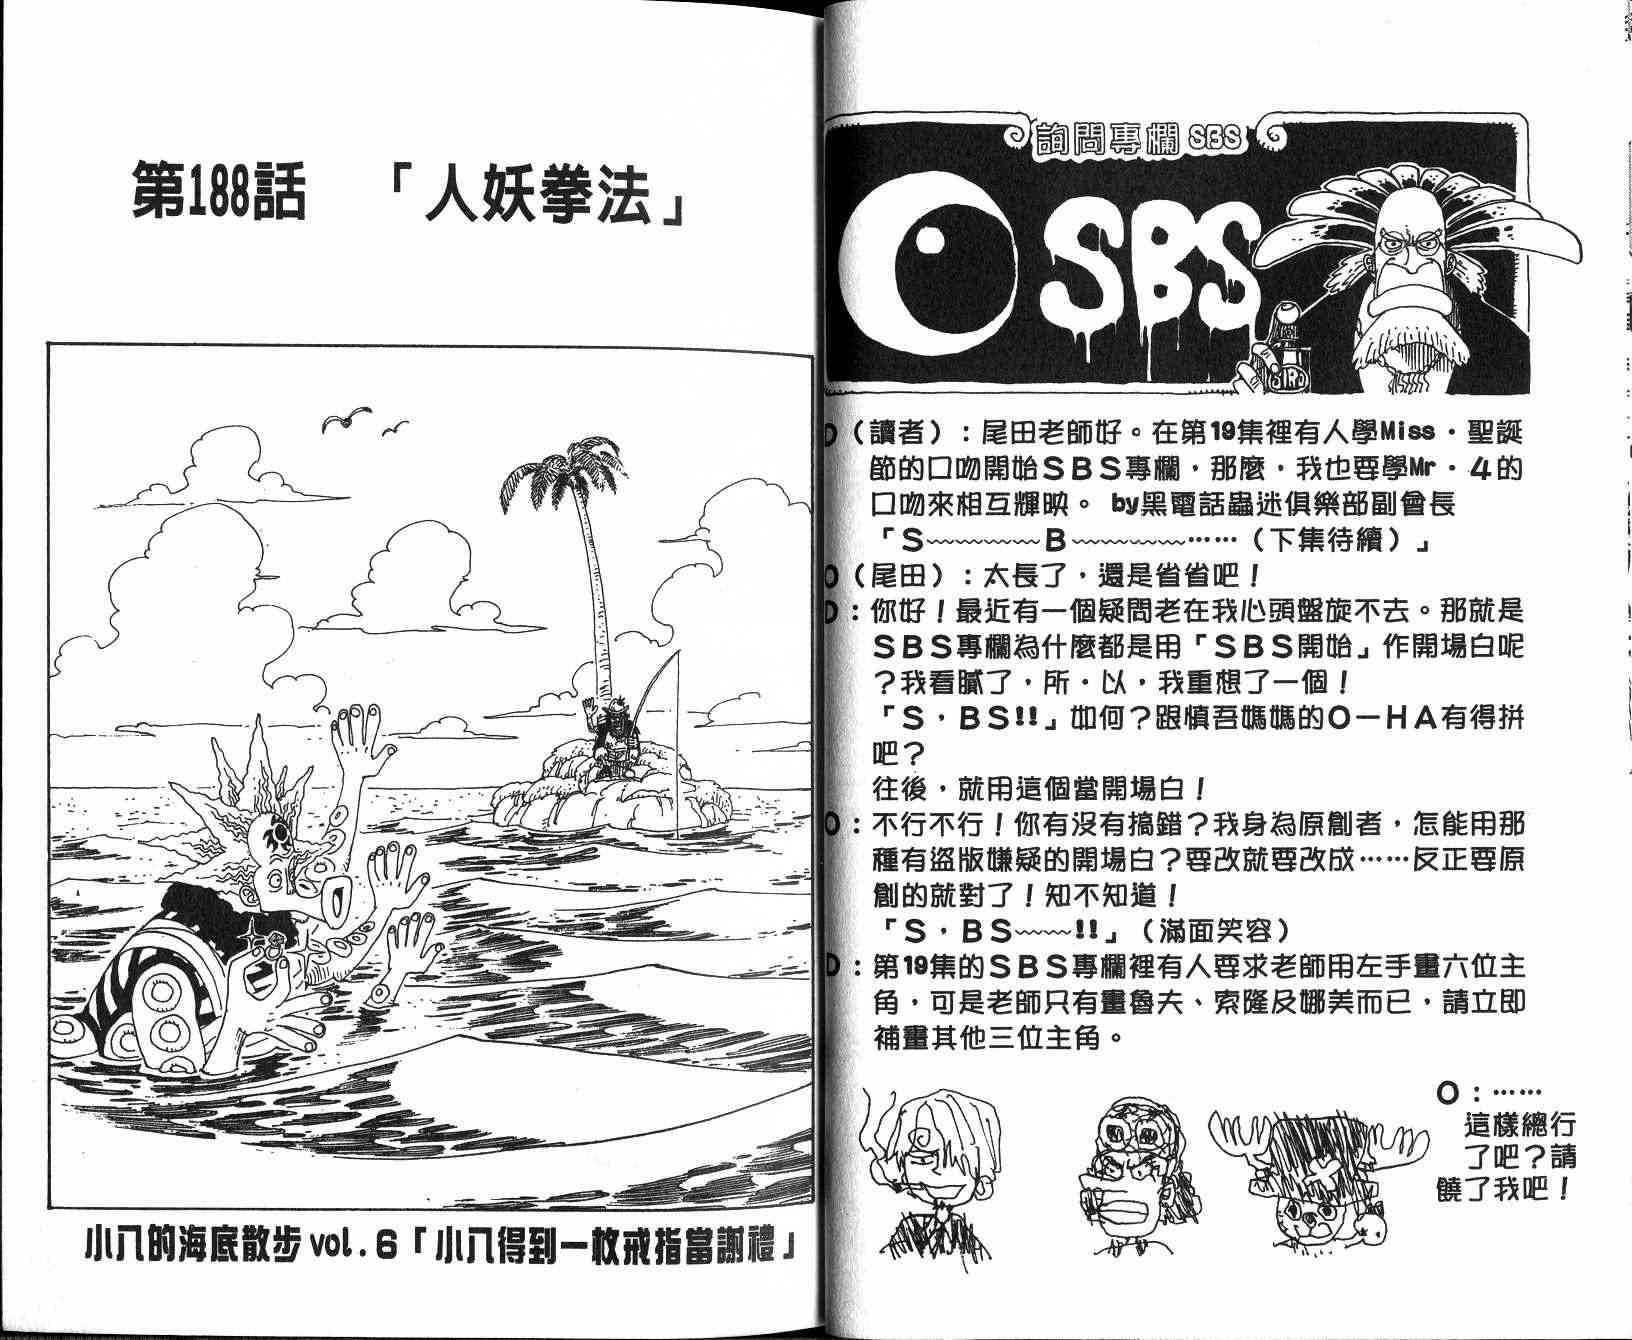 詢問專欄SBS
SBS
D（讀者）：尾田老師好。在第19集裡有人學Miss．聖誕
節的口吻開始ＳＢＳ專欄，那麼，我也要學Mr．４的
口吻來相互輝映。 by黑電話蟲迷俱樂部副會長
「Ｓ～～～～～Ｂ～～～～～……（下集待續）」
O（尾田）：太長了，還是省省吧！
D：你好！最近有一個疑問老在我心頭盤旋不去。那就是
ＳＢＳ專欄為什麼都是用「ＳＢＳ開始」作開場白呢
？我看膩了，所．以，我重想了一個！
「Ｓ，ＢＳ!!」如何？跟慎吾媽媽的Ｏ－ＨＡ有得拼
吧？
往後，就用這個當開場白！
O：不行不行！你有沒有搞錯？我身為原創者，怎能用那
種有盜版嫌疑的開場白？要改就要改成……反正要原
創的就對了！知不知道！
「Ｓ，ＢＳ～～!!」（滿面笑容）
D：第19集的ＳＢＳ專欄裡有人要求老師用左手畫六位主
角，可是老師只有畫魯夫、索隆及娜美而已，請立即
補畫其他三位主角。
O：……
這樣總行
了吧？請
饒了我吧！
第188話　「人妖拳法」
小八的海底散步vol.6「小八得到一枚戒指當謝禮」